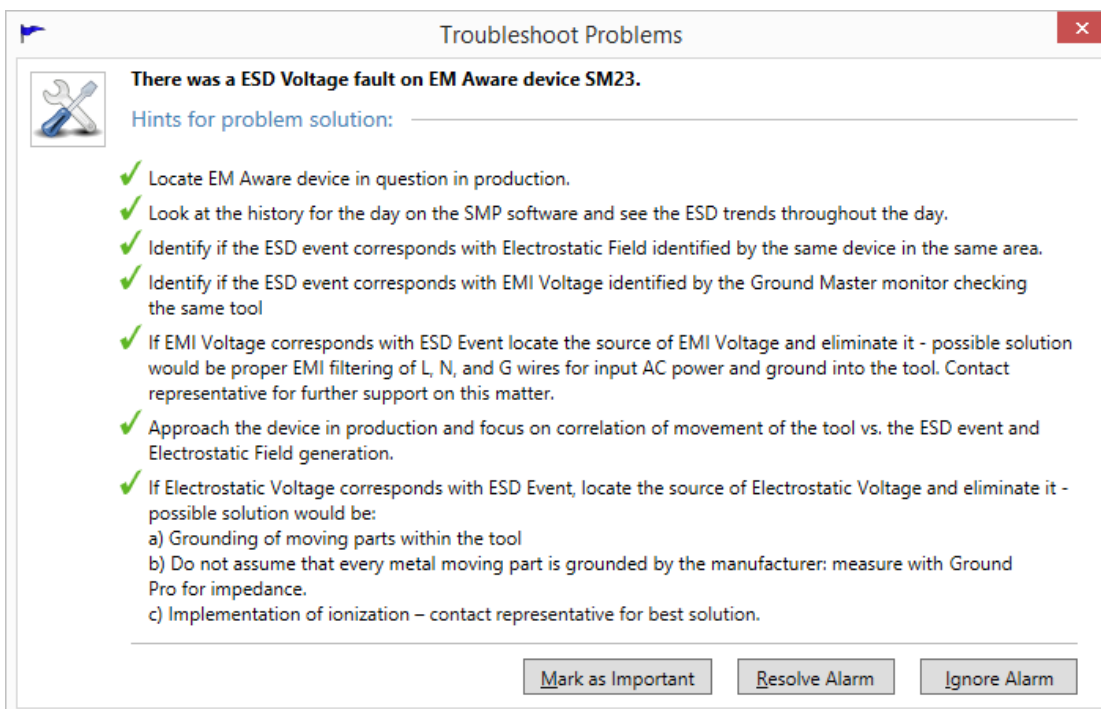 Troubleshoot Problems
There was a ESD Voltage fault on EM Aware device SM23.
Hints for problem solution:
Locate EM Aware device in question in production.
Look at the history for the day on the SMP software and see the ESD trends throughout the day.
Identify if the ESD event corresponds with Electrostatic Field identified by the same device in the same area.
Identify if the ESD event corresponds with EMI Voltage identified by the Ground Master monitor checking
the same tool
If EMI Voltage corresponds with ESD Event locate the source of EMI Voltage and eliminate it - possible solution
would be proper EMI filtering of L, N, and G wires for input AC power and ground into the tool. Contact
representative for further support on this matter.
Approach the device in production and focus on correlation of movement of the tool vs. the ESD event and
Electrostatic Field generation.
If Electrostatic Voltage corresponds with ESD Event, locate the source of Electrostatic Voltage and eliminate it -
possible solution would be:
a) Grounding of moving parts within the tool
b) Do not assume that every metal moving part is grounded by the manufacturer: measure with Ground
Pro for impedance.
c) Implementation of ionization – contact representative for best solution.
Mark as Important
Resolve Alarm
Ignore Alarm